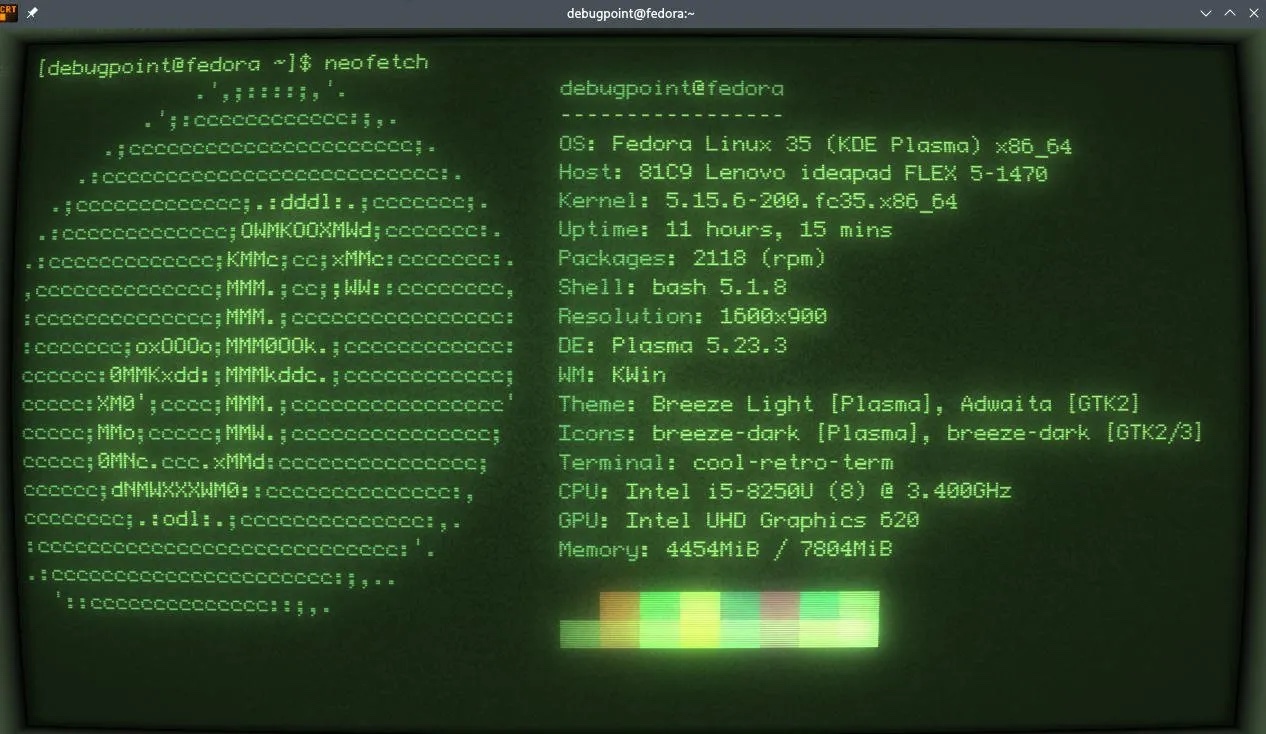 CRT
debugpoint@fedora:~
[debugpoint@fedora ~]$ neofetch
.',;::::;,'.
.';:cccccccccccc:;,.
.;cccccccccccccccccccccc;.
.:cccccccccccccccccccccccccc:.
.;ccccccccccccc;.:dddl:.;ccccccc;.
.:ccccccccccccc;OWMKOOXMWd;ccccccc:.
.:ccccccccccccc;KMMc;cc;xMMc:ccccccc:.
,cccccccccccccc;MMM.;cc;;WW::cccccccc,
:cccccccccccccc;MMM.;cccccccccccccccc:
:ccccccc;oxOOOo;MMM0OOk.;cccccccccccc:
cccccc:0MMKxdd:;MMMkddc.;cccccccccccc;
ccccc:XM0';cccc;MMM.;cccccccccccccccc'
ccccc;MMo;ccccc;MMW.;ccccccccccccccc;
ccccc;0MNc.ccc.xMMd:ccccccccccccccc;
cccccc;dNMWXXXWM0::cccccccccccccc:,
cccccccc;.:odl:.;cccccccccccccc:,.
:cccccccccccccccccccccccccccc:'.
.:cccccccccccccccccccccc:;,..
'::cccccccccccccc::;,.
debugpoint@fedora
-----------------
OS: Fedora Linux 35 (KDE Plasma) x86_64
Host: 81C9 Lenovo ideapad FLEX 5-1470
Kernel: 5.15.6-200.fc35.x86_64
Uptime: 11 hours, 15 mins
Packages: 2118 (rpm)
Shell: bash 5.1.8
Resolution: 1600x900
DE: Plasma 5.23.3
WM: KWin
Theme: Breeze Light [Plasma], Adwaita [GTK2]
Icons: breeze-dark [Plasma], breeze-dark [GTK2/3]
Terminal: cool-retro-term
CPU: Intel i5-8250U (8) @ 3.400GHz
GPU: Intel UHD Graphics 620
Memory: 4454MiB / 7804MiB